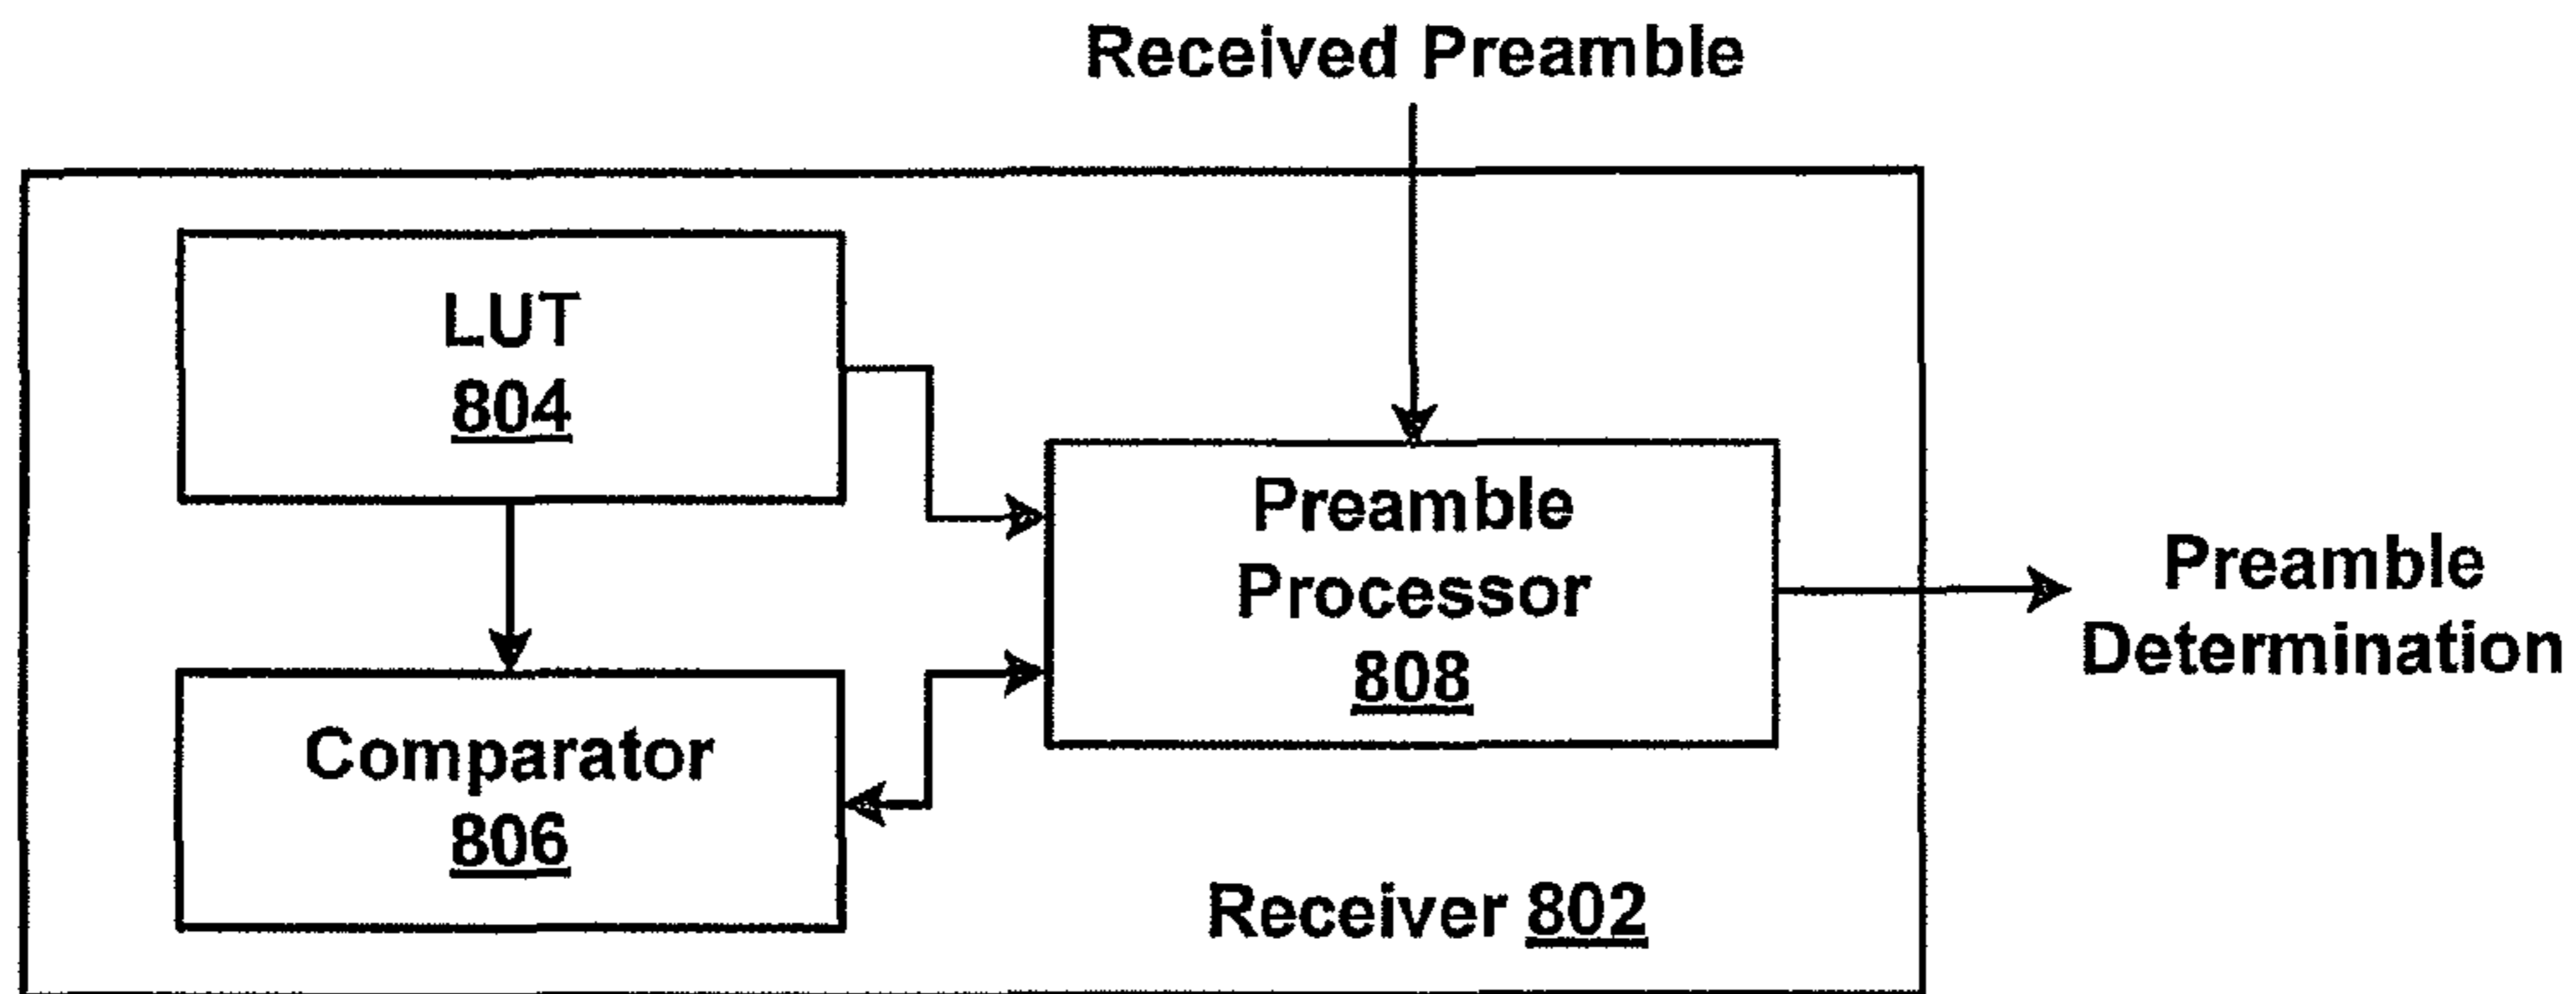 Received Preamble
LUT
804
Preamble
Processor
808
Preamble
Determination
Comparator
806
Receiver 802